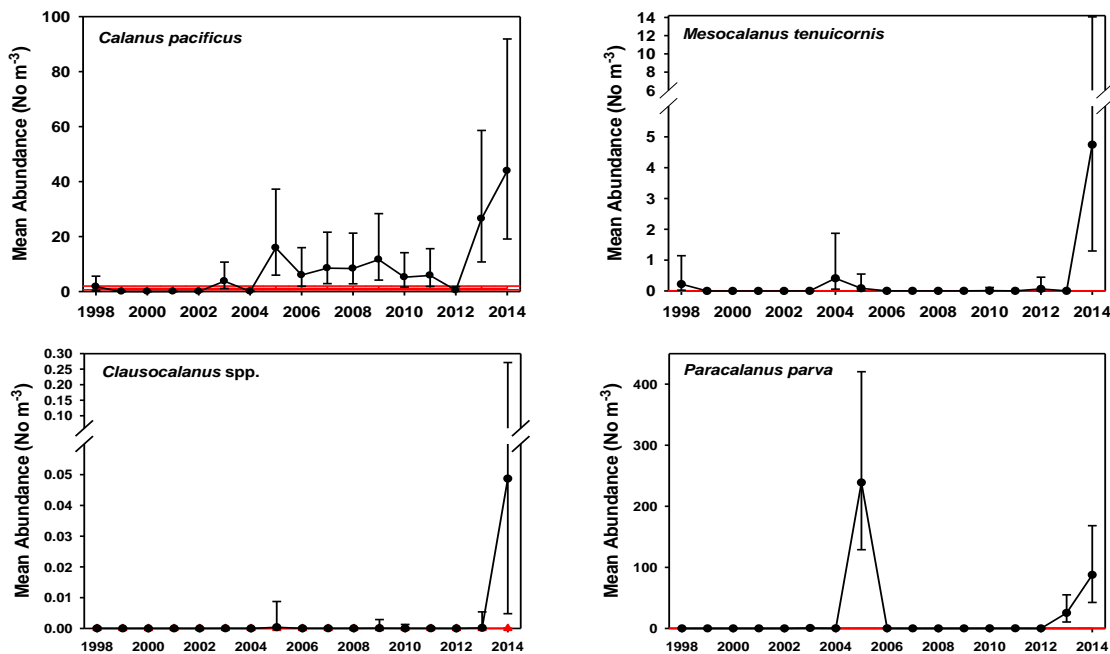 Calanus pacificus
Mean Abundance (No m-3)
100
80
60
40
20
0
1998 2000 2002 2004 2006 2008 2010 2012 2014
Mesocalanus tenuicornis
Mean Abundance (No m-3)
14
12
10
8
6
5
4
3
2
1
0
1998 2000 2002 2004 2006 2008 2010 2012 2014
Clausocalanus spp.
Mean Abundance (No m-3)
0.30
0.25
0.20
0.15
0.10
0.05
0.04
0.03
0.02
0.01
0.00
1998 2000 2002 2004 2006 2008 2010 2012 2014
Paracalanus parva
Mean Abundance (No m-3)
400
300
200
100
0
1998 2000 2002 2004 2006 2008 2010 2012 2014